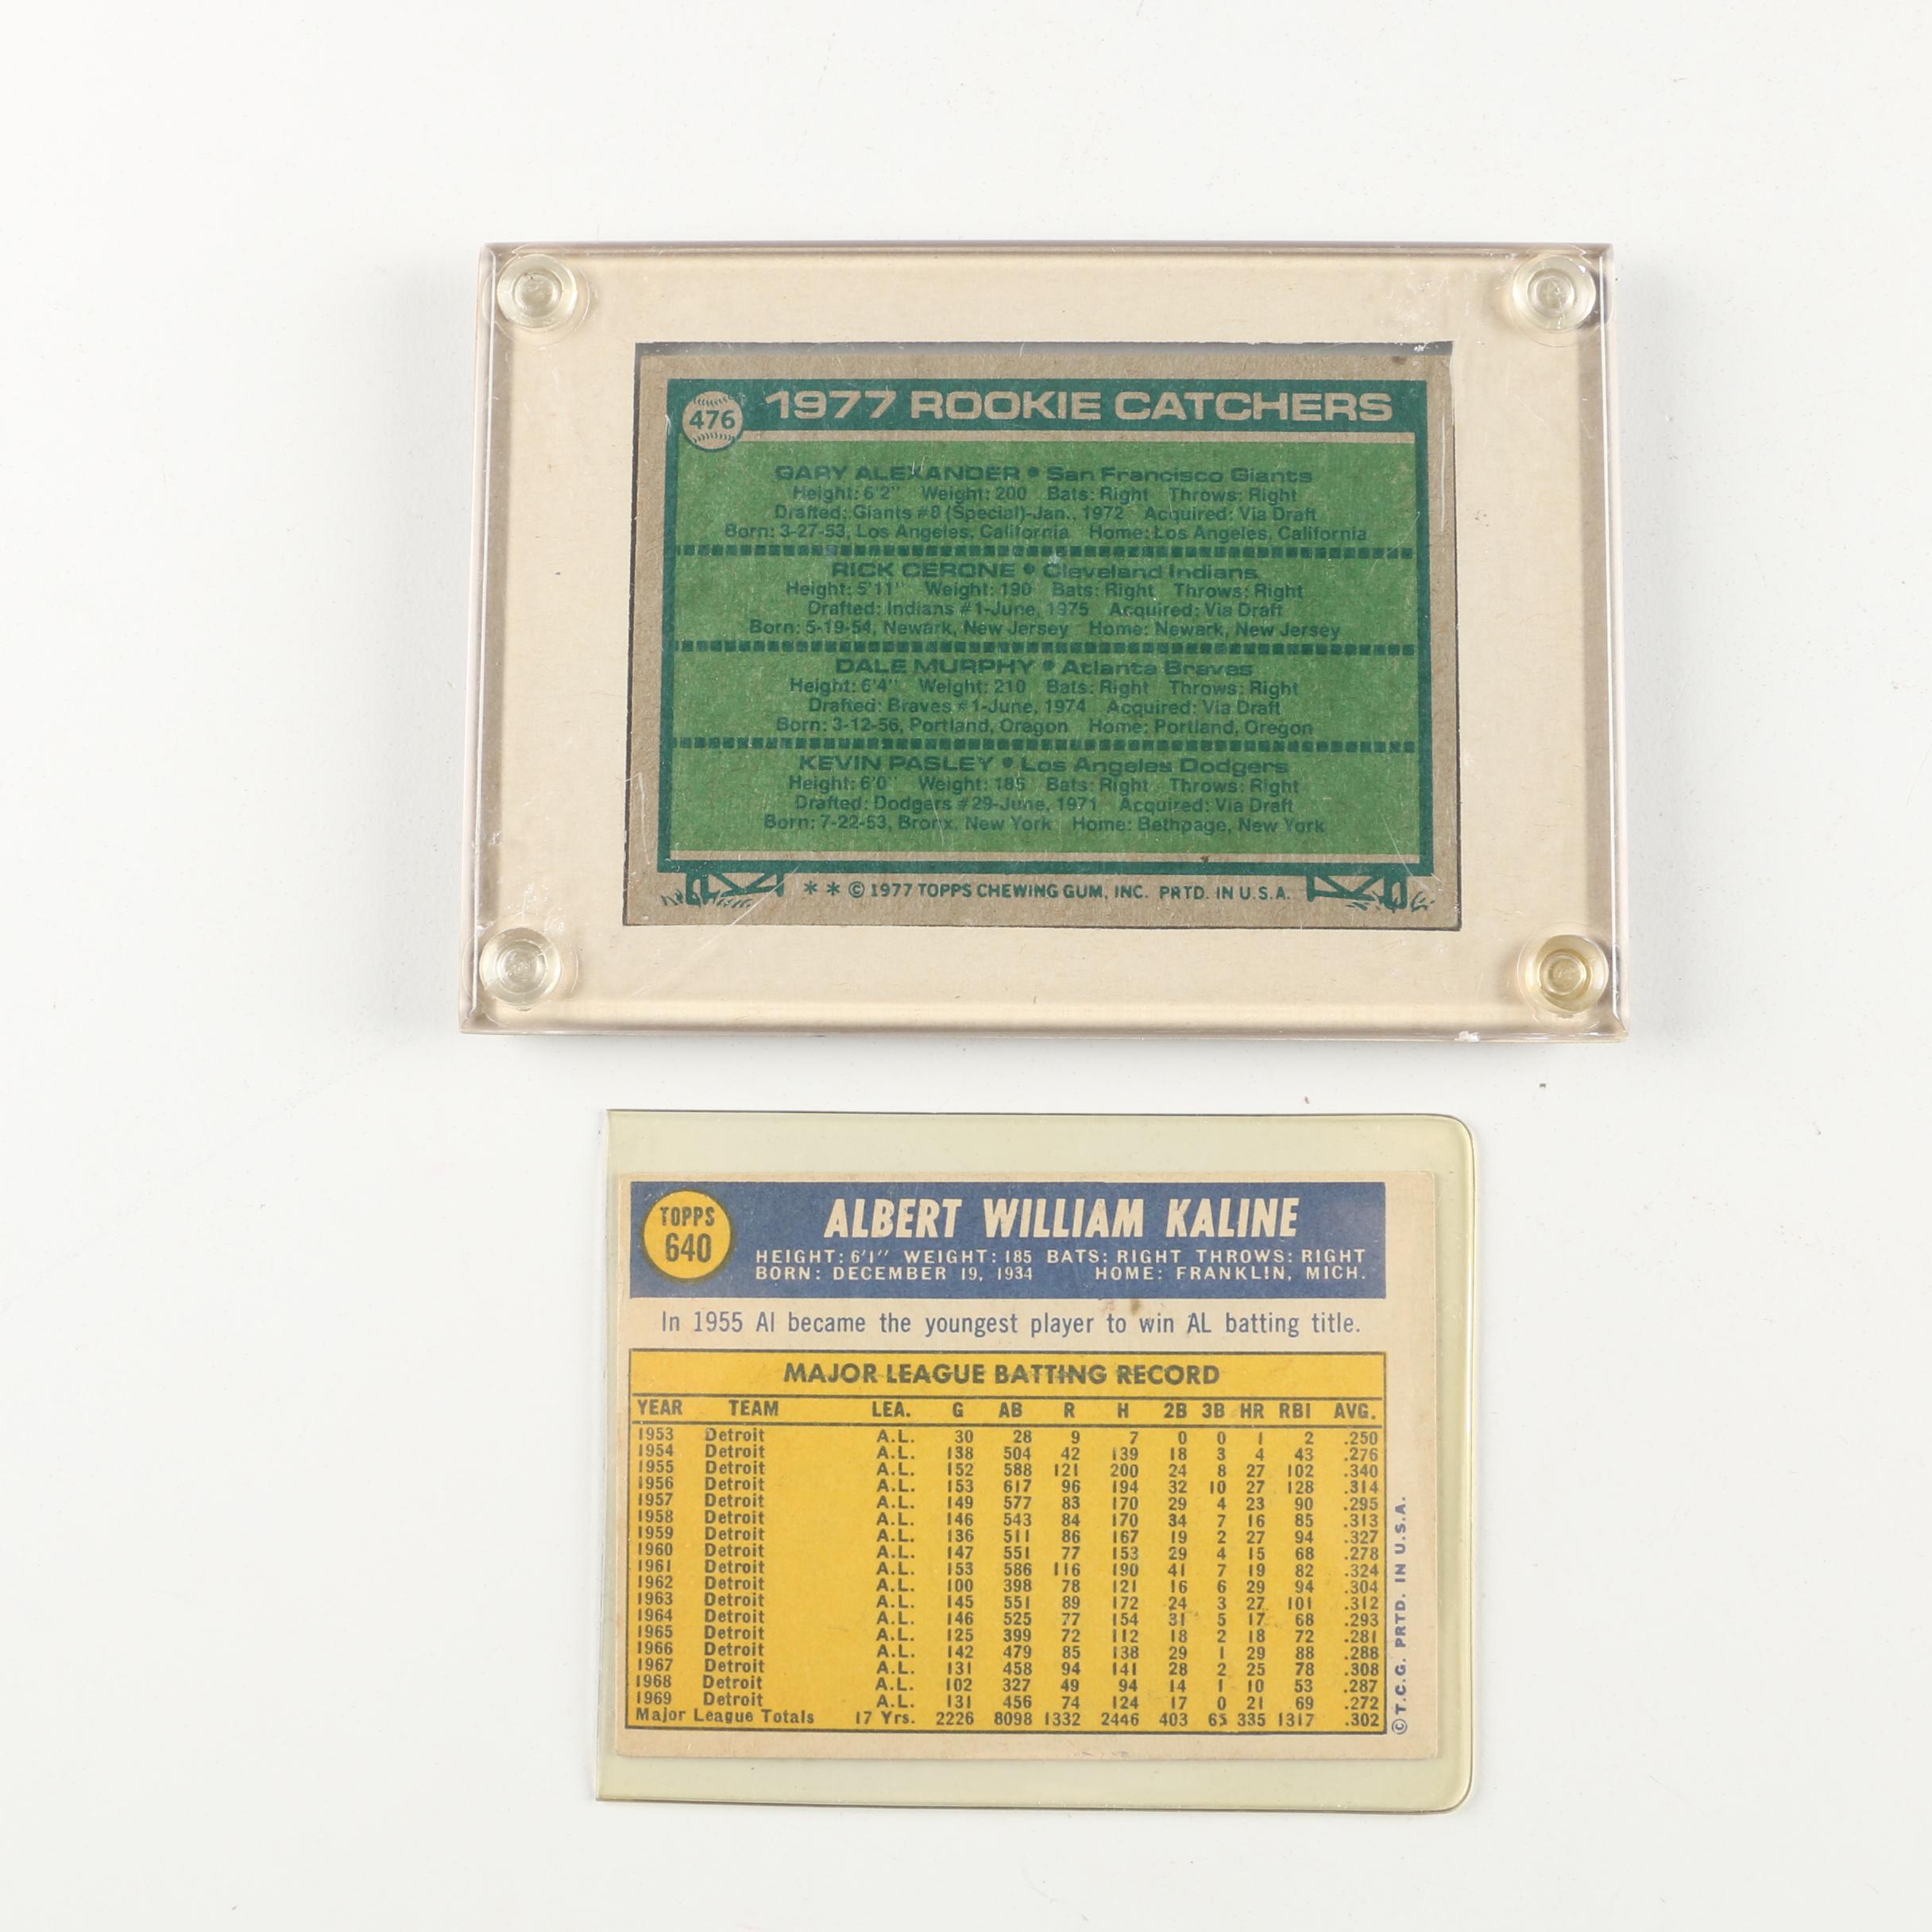 476 1977 ROOKIE CATCHERS
GARY ALEXANDER • San Francisco Giants
Height: 6'2" Weight: 200 Bats: Right Throws: Right
Drafted: Giants #8 (Special)-Jan., 1972 Acquired: Via Draft
Born: 3-27-53, Los Angeles, California Home: Los Angeles, California
RICK CERONE • Cleveland Indians
Height: 5'11" Weight: 190 Bats: Right Throws: Right
Drafted: Indians #1-June, 1975 Acquired: Via Draft
Born: 5-19-54, Newark, New Jersey Home: Newark, New Jersey
DALE MURPHY • Atlanta Braves
Height: 6'4" Weight: 210 Bats: Right Throws: Right
Drafted: Braves #1-June, 1974 Acquired: Via Draft
Born: 3-12-56, Portland, Oregon Home: Portland, Oregon
KEVIN PASLEY • Los Angeles Dodgers
Height: 6'0" Weight: 185 Bats: Right Throws: Right
Drafted: Dodgers #29-June, 1971 Acquired: Via Draft
Born: 7-22-53, Bronx, New York Home: Bethpage, New York
* * © 1977 TOPPS CHEWING GUM, INC. PRTD. IN U.S.A.
TOPPS
640
ALBERT WILLIAM KALINE
HEIGHT: 6'1" WEIGHT: 185 BATS: RIGHT THROWS: RIGHT
BORN: DECEMBER 19, 1934 HOME: FRANKLIN, MICH.
In 1955 Al became the youngest player to win AL batting title.
MAJOR LEAGUE BATTING RECORD
YEAR TEAM LEA. G AB R H 2B 3B HR RBI AVG.
1953 Detroit A.L. 30 28 9 7 0 0 1 2 .250
1954 Detroit A.L. 138 504 42 139 18 3 4 43 .276
1955 Detroit A.L. 152 588 121 200 24 8 27 102 .340
1956 Detroit A.L. 153 617 96 194 32 10 27 128 .314
1957 Detroit A.L. 149 577 83 170 29 4 23 90 .295
1958 Detroit A.L. 146 543 84 170 34 7 16 85 .313
1959 Detroit A.L. 136 511 86 167 19 2 27 94 .327
1960 Detroit A.L. 147 551 77 153 29 4 15 68 .278
1961 Detroit A.L. 153 586 116 190 41 7 19 82 .324
1962 Detroit A.L. 100 398 78 121 16 6 29 94 .304
1963 Detroit A.L. 145 551 89 172 24 3 27 101 .312
1964 Detroit A.L. 146 525 77 154 31 5 17 68 .293
1965 Detroit A.L. 125 399 72 112 18 2 18 72 .281
1966 Detroit A.L. 142 479 85 138 29 1 29 88 .288
1967 Detroit A.L. 131 458 94 141 28 2 25 78 .308
1968 Detroit A.L. 102 327 49 94 14 1 10 53 .287
1969 Detroit A.L. 131 456 74 124 17 0 21 69 .272
Major League Totals 17 Yrs. 2226 8098 1332 2446 403 65 335 1317 .302
© T.C.G. PRTD. IN U.S.A.